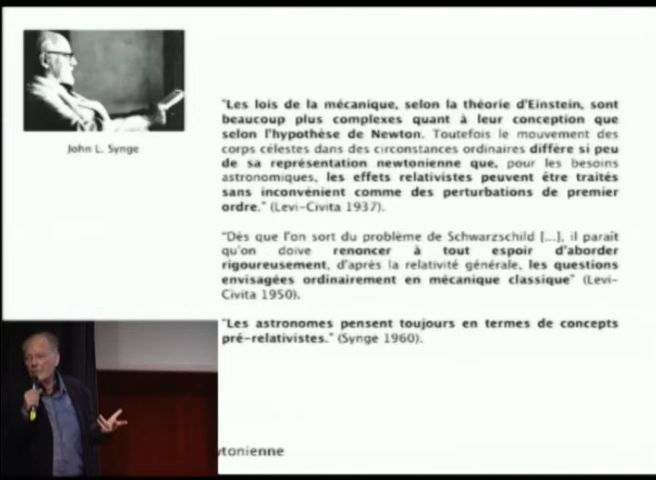 John L. Synge
"Les lois de la mécanique, selon la théorie d'Einstein, sont
beaucoup plus complexes quant à leur conception que
selon l'hypothèse de Newton. Toutefois le mouvement des
corps célestes dans des circonstances ordinaires diffère si peu
de sa représentation newtonienne que, pour les besoins
astronomiques, les effets relativistes peuvent être traités
sans inconvénient comme des perturbations de premier
ordre." (Levi-Civita 1937).
"Dès que l'on sort du problème de Schwarzschild [...], il paraît
qu'on doive renoncer à tout espoir d'aborder
rigoureusement, d'après la relativité générale, les questions
envisagées ordinairement en mécanique classique" (Levi-
Civita 1950).
"Les astronomes pensent toujours en termes de concepts
pré-relativistes." (Synge 1960).
wtonienne